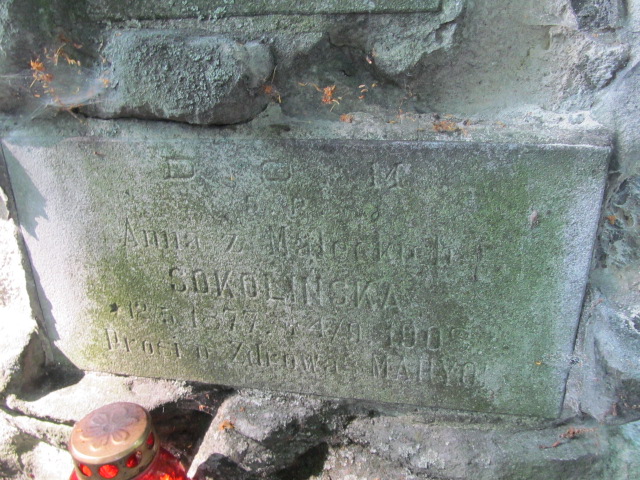 D O M
Ś. P.
Anna z Małeckich
SOKOLIŃSKA
Prosi o Zdrowaś MARYO